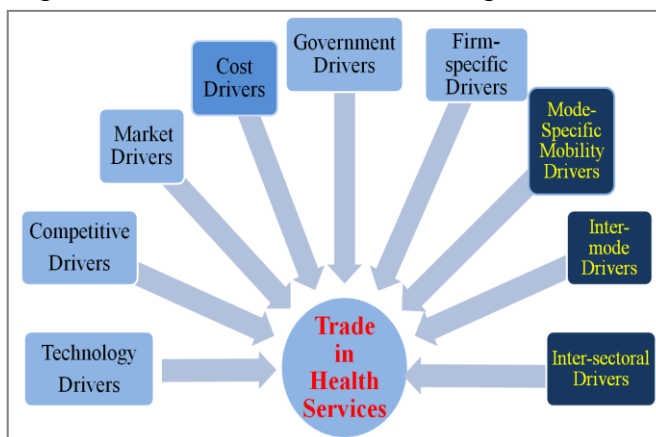 Government
Drivers
Firm-
specific
Drivers
Cost
Drivers
Mode-
Specific
Mobility
Drivers
Market
Drivers
Competitive
Drivers
Inter-
mode
Drivers
Technology
Drivers
Trade
in
Health
Services
Inter-sectoral
Drivers